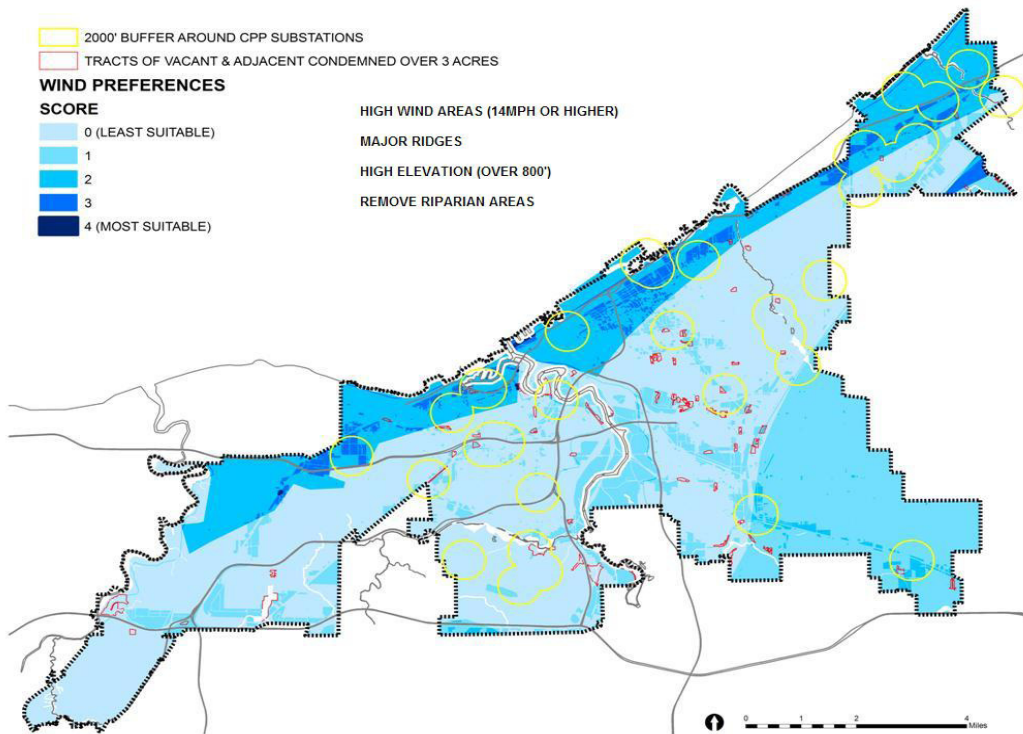 2000' BUFFER AROUND CPP SUBSTATIONS
TRACTS OF VACANT & ADJACENT CONDEMNED OVER 3 ACRES
WIND PREFERENCES
SCORE
0 (LEAST SUITABLE)
1
2
3
4 (MOST SUITABLE)
HIGH WIND AREAS (14MPH OR HIGHER)
MAJOR RIDGES
HIGH ELEVATION (OVER 800')
REMOVE RIPARIAN AREAS
0 1 2 4
Miles